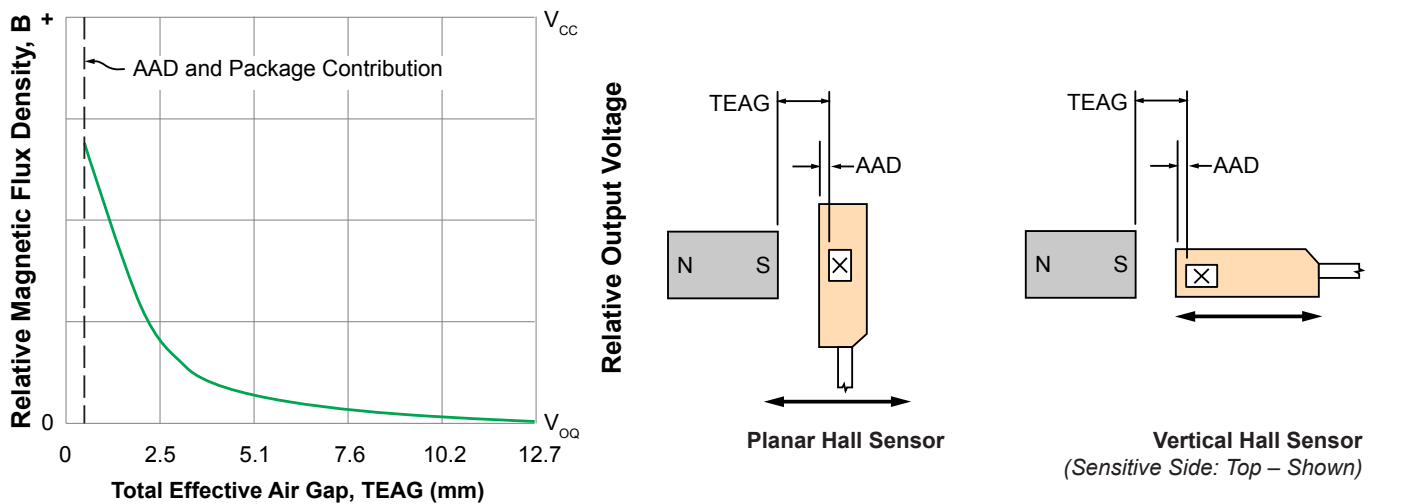 Relative Magnetic Flux Density, B
+
0
AAD and Package Contribution
V_CC
V_OQ
0 2.5 5.1 7.6 10.2 12.7
Total Effective Air Gap, TEAG (mm)
Relative Output Voltage
TEAG
AAD
N S
Planar Hall Sensor
TEAG
AAD
N S
Vertical Hall Sensor
(Sensitive Side: Top – Shown)